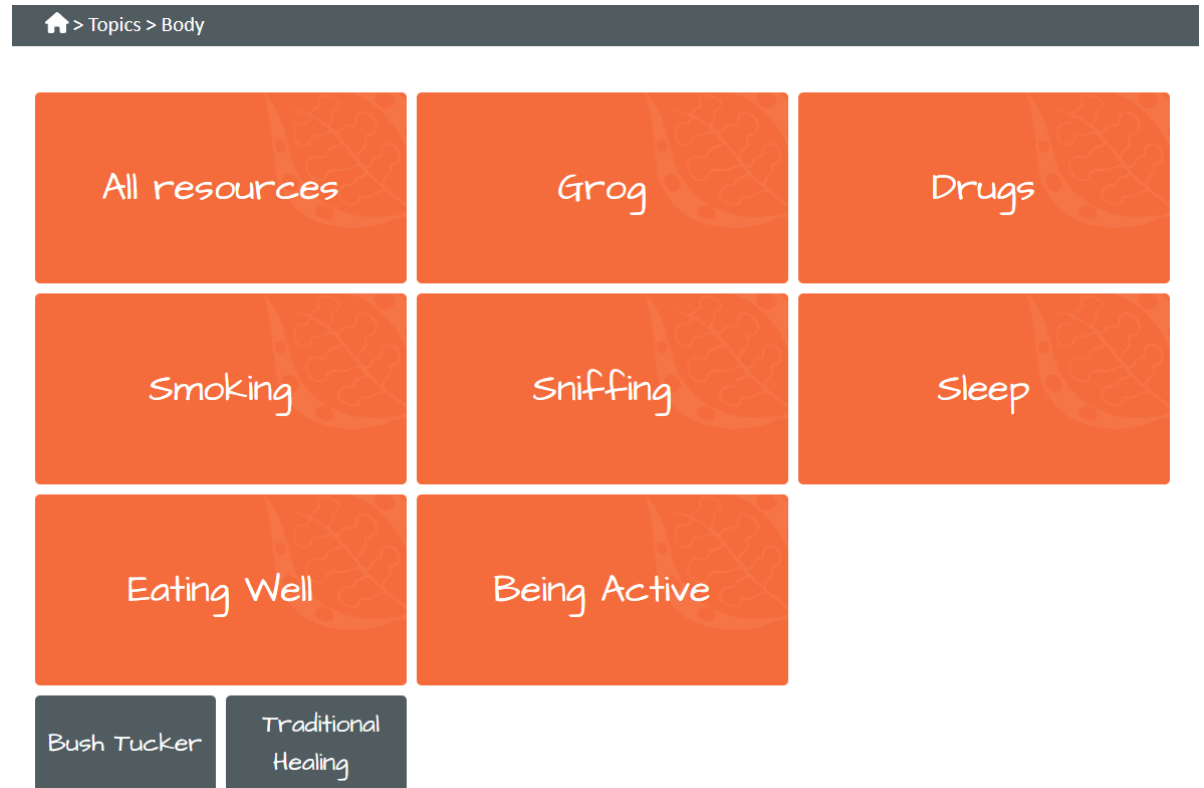 > Topics > Body
All resources
Grog
Drugs
Smoking
Sniffing
Sleep
Eating Well
Being Active
Bush Tucker
Traditional
Healing